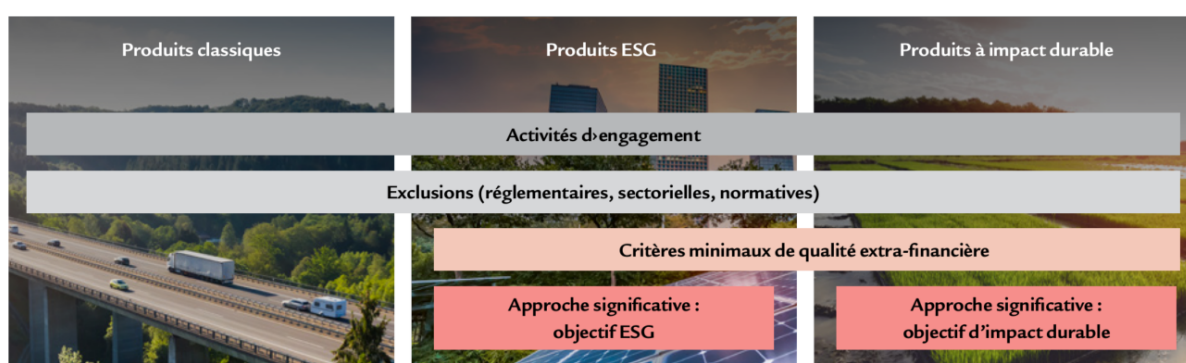 Produits classiques
Produits ESG
Produits à impact durable
Activités d›engagement
Exclusions (réglementaires, sectorielles, normatives)
Critères minimaux de qualité extra-financière
Approche significative :
objectif ESG
Approche significative :
objectif d’impact durable